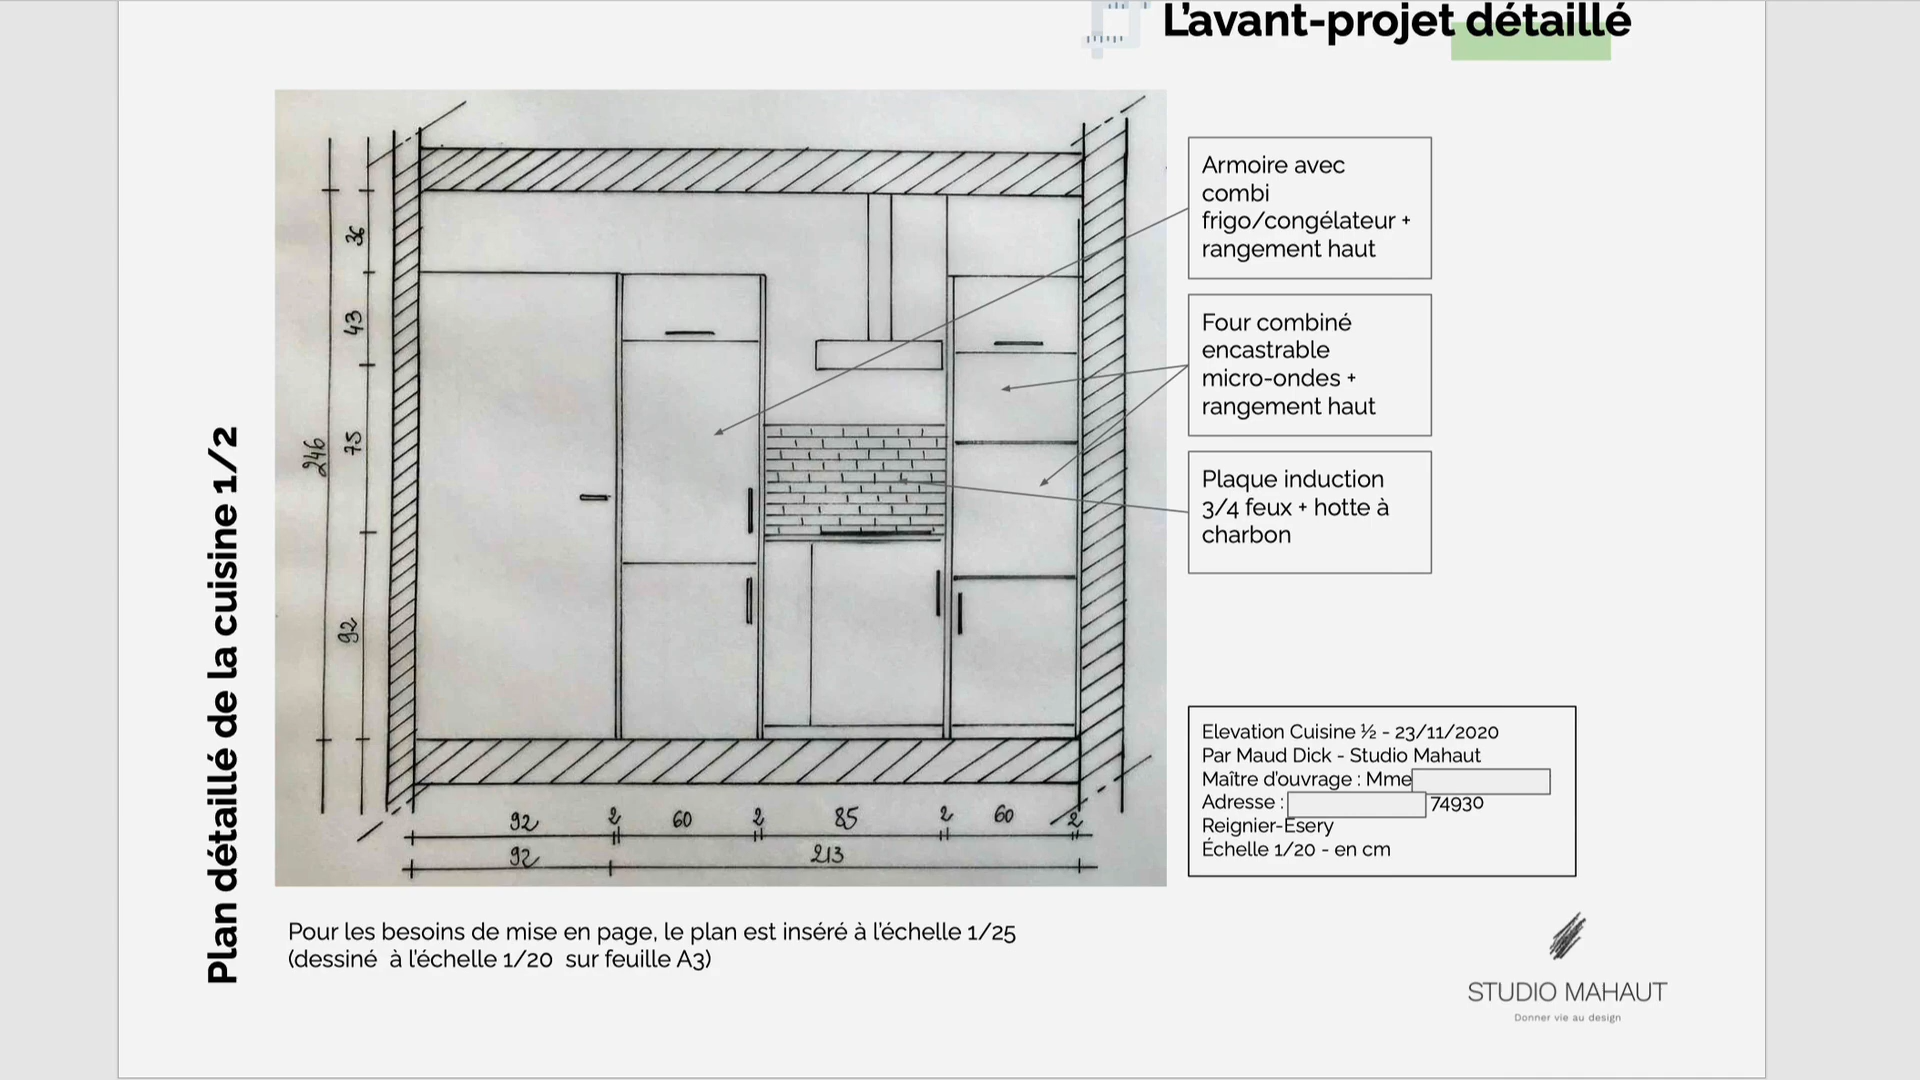 L'avant-projet détaillé
Plan détaillé de la cuisine 1/2
Armoire avec
combi
frigo/congélateur +
rangement haut
Four combiné
encastrable
micro-ondes +
rangement haut
Plaque induction
3/4 feux + hotte à
charbon
36
43
75
92
246
92 2 60 2 85 2 60 2
92 213
Elevation Cuisine ½ - 23/11/2020
Par Maud Dick - Studio Mahaut
Maître d'ouvrage : Mme
Adresse : 74930
Reignier-Esery
Échelle 1/20 - en cm
Pour les besoins de mise en page, le plan est inséré à l'échelle 1/25
(dessiné à l'échelle 1/20 sur feuille A3)
STUDIO MAHAUT
Donner vie au design